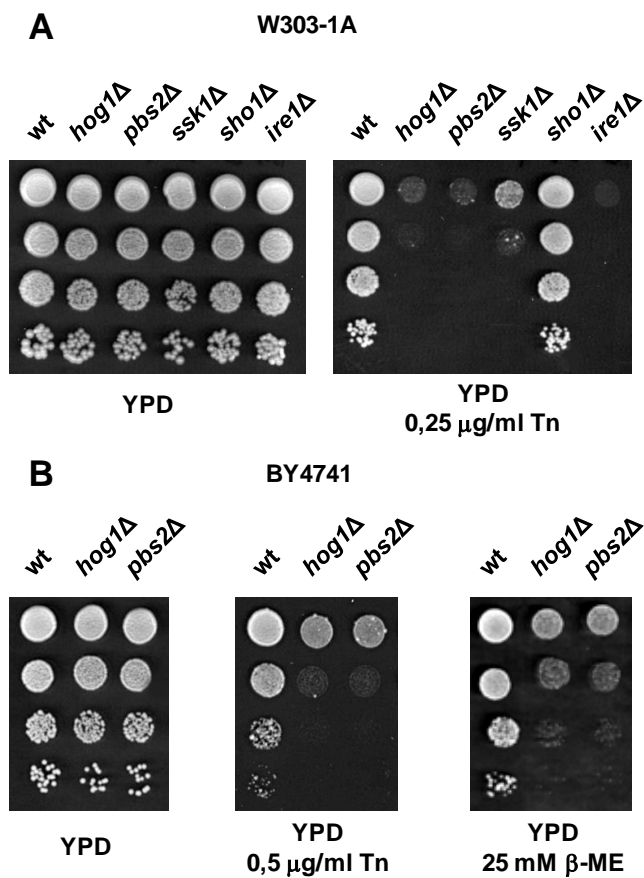 A
W303-1A
wt hog1Δ pbs2Δ ssk1Δ sho1Δ ire1Δ wt hog1Δ pbs2Δ ssk1Δ sho1Δ ire1Δ
YPD
YPD
0,25 μg/ml Tn
B
BY4741
wt hog1Δ pbs2Δ wt hog1Δ pbs2Δ wt hog1Δ pbs2Δ
YPD
YPD
0,5 μg/ml Tn
YPD
25 mM β-ME